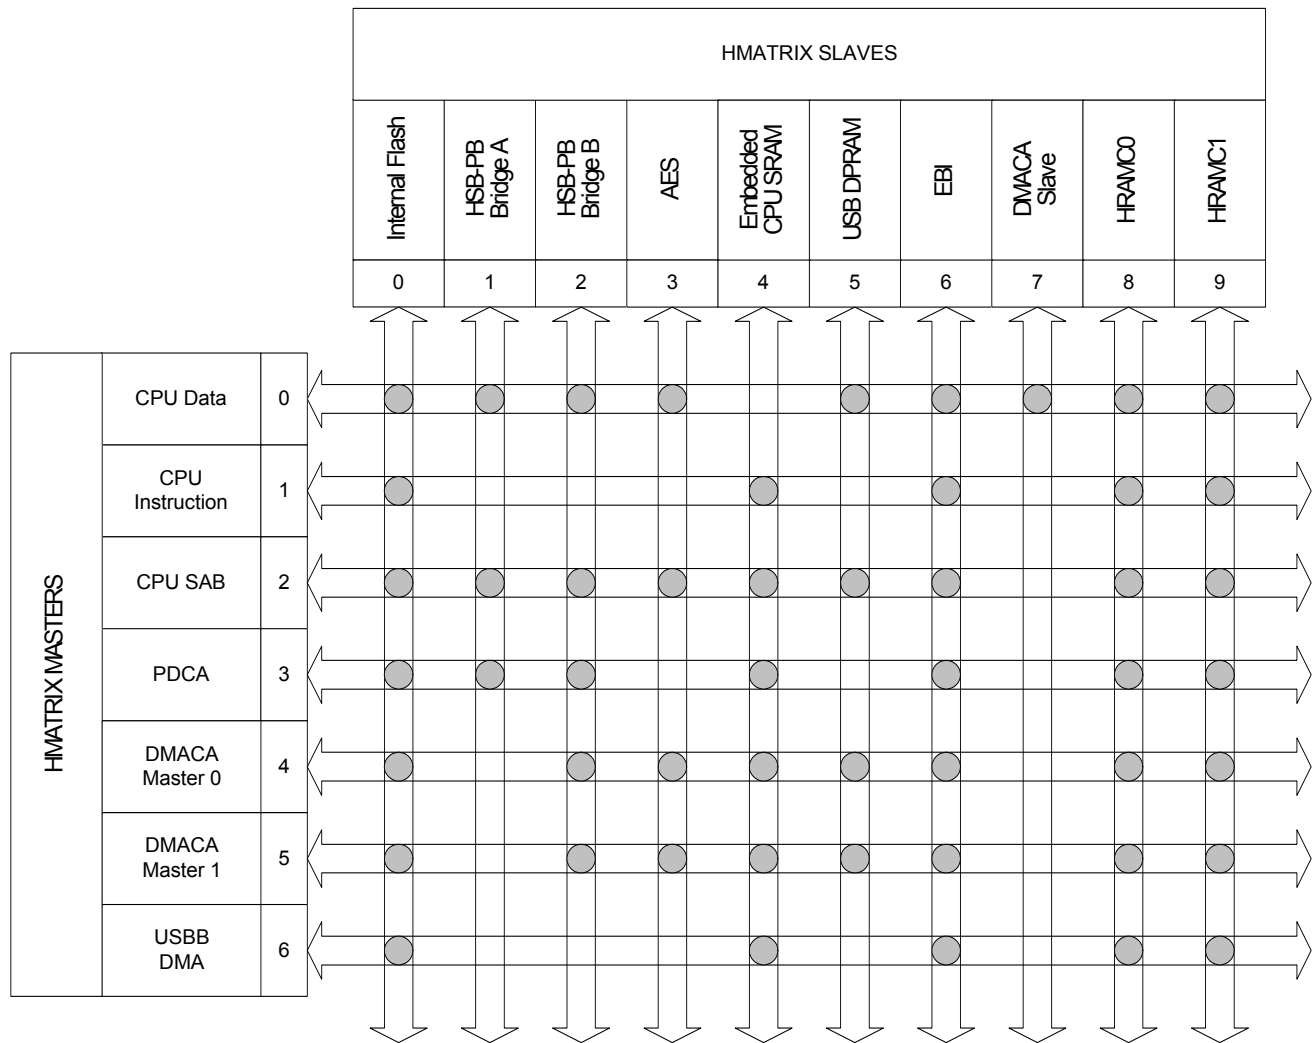 HMATRIX SLAVES
Internal Flash
HSB-PB
Bridge A
HSB-PB
Bridge B
AES
Embedded
CPU SRAM
USB DPRAM
EBI
DMACA
Slave
HRAMC0
HRAMC1
0 1 2 3 4 5 6 7 8 9
HMATRIX MASTERS
CPU Data 0
CPU
Instruction
1
CPU SAB 2
PDCA 3
DMACA
Master 0
4
DMACA
Master 1
5
USBB
DMA
6